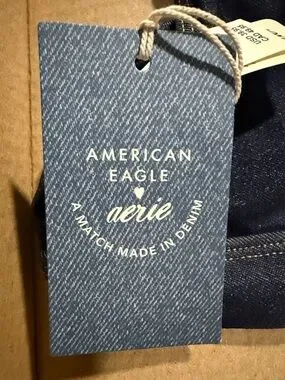 AMERICAN
EAGLE
aerie
A MATCH MADE IN DENIM